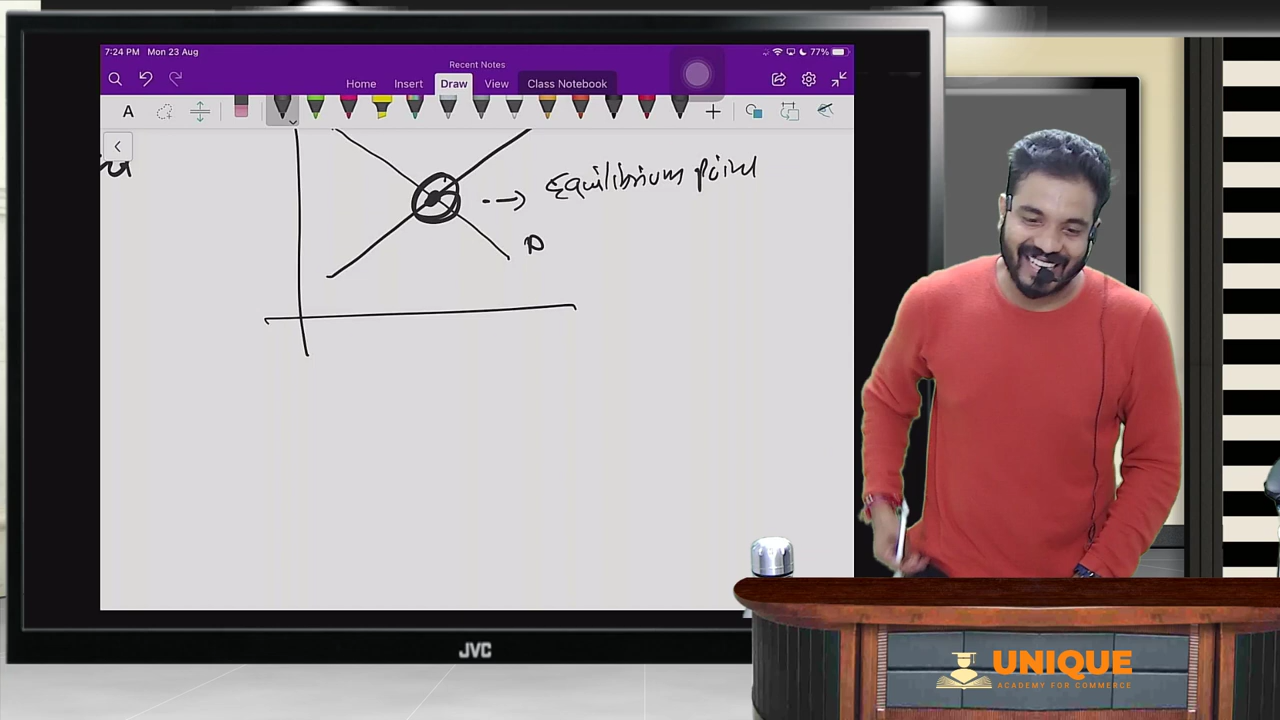 7:24 PM Mon 23 Aug
77%
Recent Notes
Home Insert Draw View Class Notebook
A
Equilibrium point
D
JVC
UNIQUE
ACADEMY FOR COMMERCE